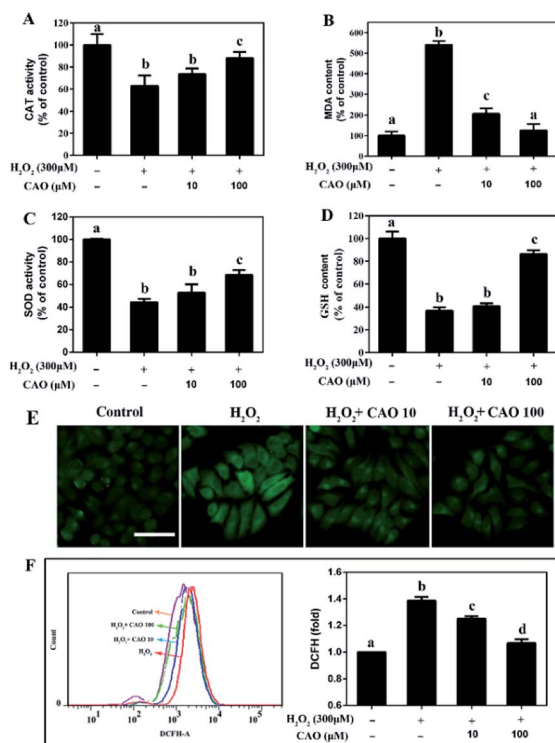 A
CAT activity
(% of control)
120
100
80
60
40
20
0
a
b
b
c
H₂O₂ (300μM) – + + +
CAO (μM) – – 10 100
B
MDA content
(% of control)
600
500
400
300
200
100
0
a
b
c
a
H₂O₂ (300μM) – + + +
CAO (μM) – – 10 100
C
SOD activity
(% of control)
120
100
80
60
40
20
0
a
b
b
c
H₂O₂ (300μM) – + + +
CAO (μM) – – 10 100
D
GSH content
(% of control)
120
100
80
60
40
20
0
a
b
b
c
H₂O₂ (300μM) – + + +
CAO (μM) – – 10 100
E
Control H₂O₂ H₂O₂+ CAO 10 H₂O₂+ CAO 100
F
Count
Control
H₂O₂+ CAO 100
H₂O₂+ CAO 10
H₂O₂
0
10¹ 10² 10³ 10⁴ 10⁵
DCFH-A
DCFH (fold)
1.6
1.4
1.2
1.0
0.8
a
b
c
d
H₂O₂ (300μM) – + + +
CAO (μM) – – 10 100